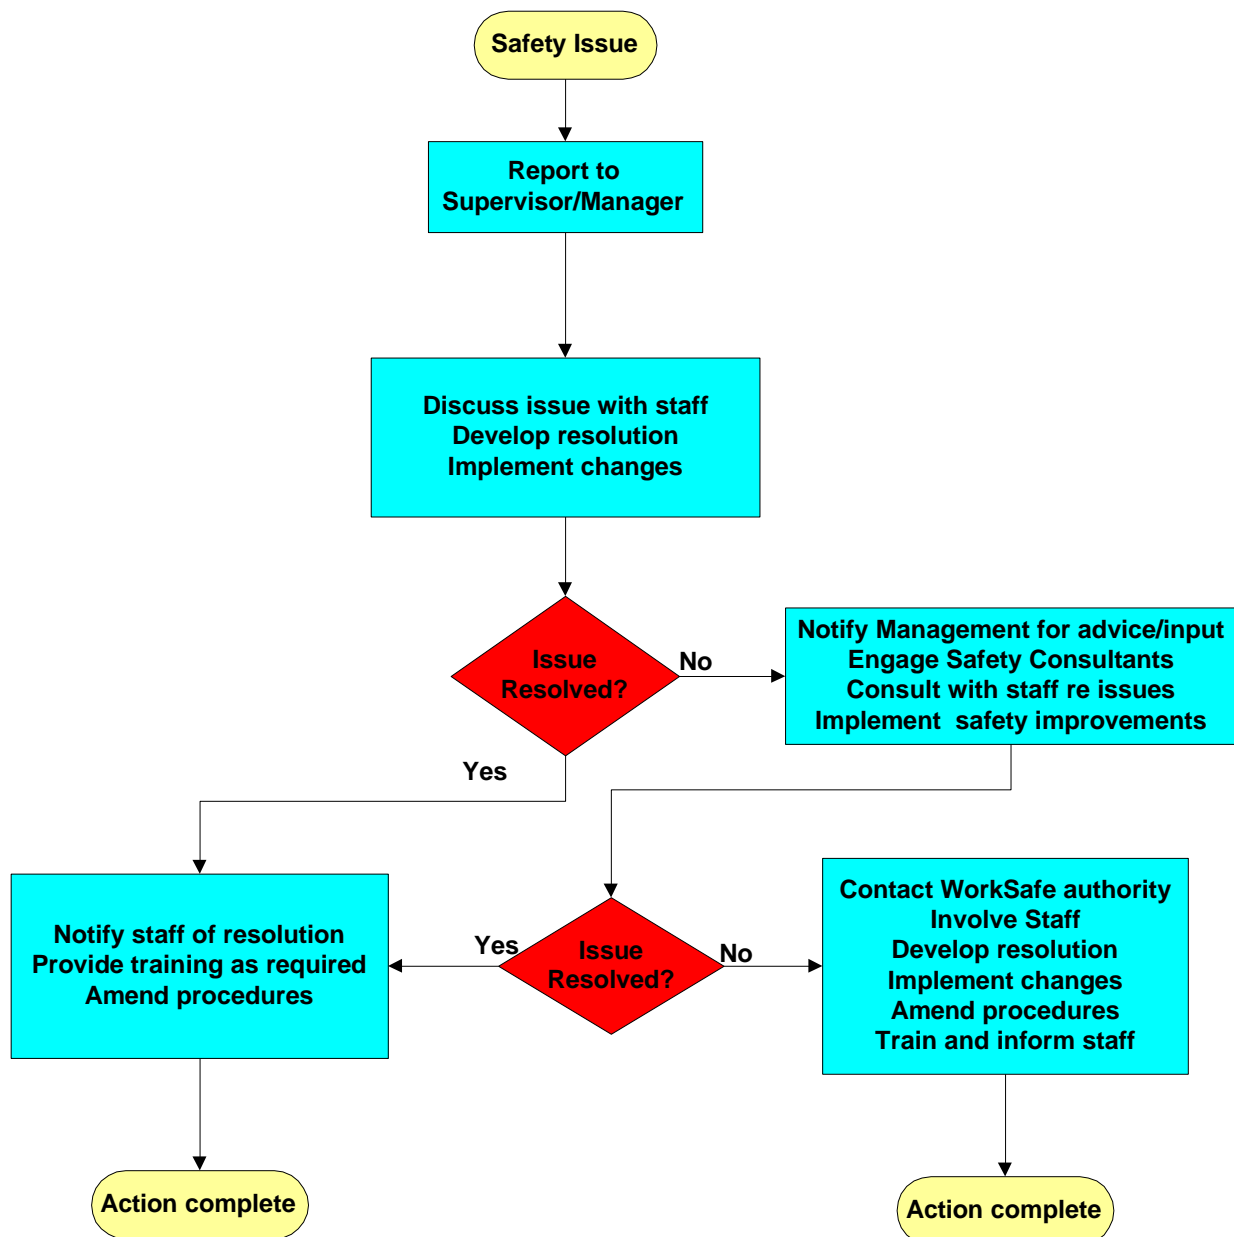 Safety Issue
Report to
Supervisor/Manager
Discuss issue with staff
Develop resolution
Implement changes
Issue
Resolved?
No
Notify Management for advice/input
Engage Safety Consultants
Consult with staff re issues
Implement safety improvements
Yes
Notify staff of resolution
Provide training as required
Amend procedures
Yes
Issue
Resolved?
No
Contact WorkSafe authority
Involve Staff
Develop resolution
Implement changes
Amend procedures
Train and inform staff
Action complete
Action complete